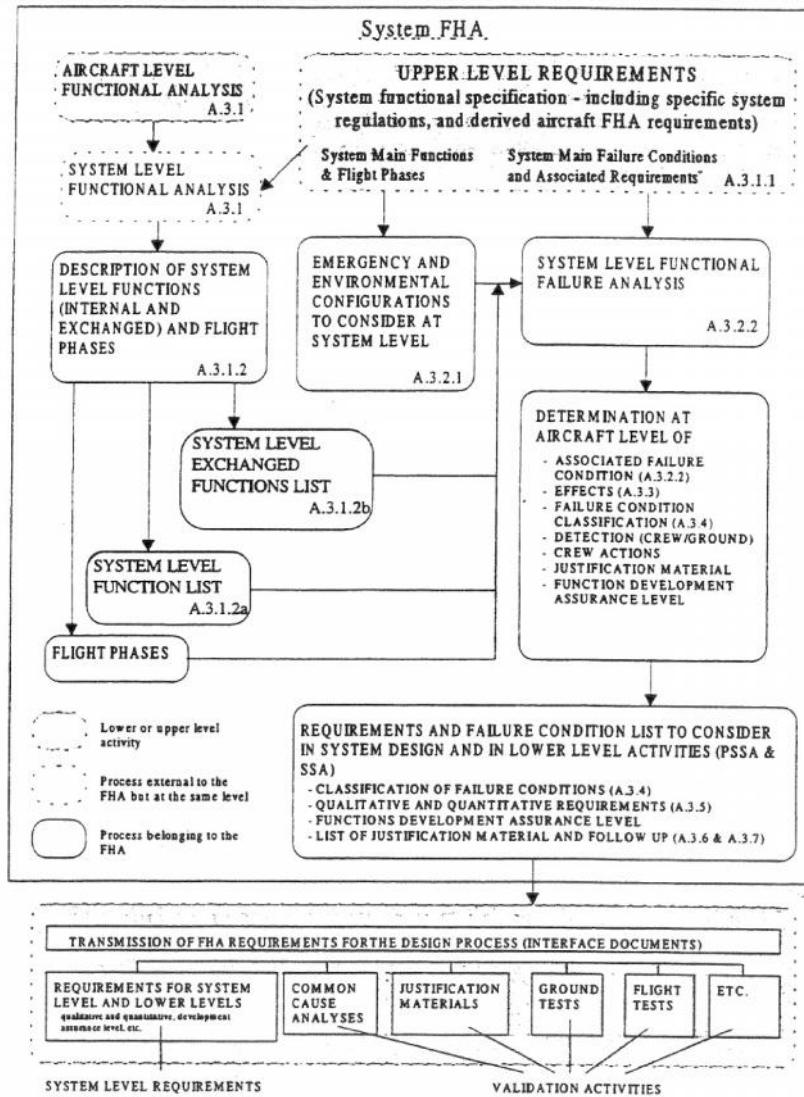 System FHA
AIRCRAFT LEVEL
FUNCTIONAL ANALYSIS
A.3.1
UPPER LEVEL REQUIREMENTS
(System functional specification - including specific system
regulations, and derived aircraft FHA requirements)
System Main Functions
& Flight Phases
System Main Failure Conditions
and Associated Requirements"
A.3.1.1
SYSTEM LEVEL
FUNCTIONAL ANALYSIS
A.3.1
DESCRIPTION OF SYSTEM
LEVEL FUNCTIONS
(INTERNAL AND
EXCHANGED) AND FLIGHT
PHASES
A.3.1.2
EMERGENCY AND
ENVIRONMENTAL
CONFIGURATIONS
TO CONSIDER AT
SYSTEM LEVEL
A.3.2.1
SYSTEM LEVEL FUNCTIONAL
FAILURE ANALYSIS
A.3.2.2
SYSTEM LEVEL
EXCHANGED
FUNCTIONS LIST
A.3.1.2b
SYSTEM LEVEL
FUNCTION LIST
A.3.1.2a
FLIGHT PHASES
DETERMINATION AT
AIRCRAFT LEVEL OF
- ASSOCIATED FAILURE
CONDITION (A.3.2.2)
- EFFECTS (A.3.3)
- FAILURE CONDITION
CLASSIFICATION (A.3.4)
- DETECTION (CREW/GROUND)
- CREW ACTIONS
- JUSTIFICATION MATERIAL
- FUNCTION DEVELOPMENT
ASSURANCE LEVEL
Lower or upper level
activity
Process external to the
FHA but at the same level
Process belonging to the
FHA
REQUIREMENTS AND FAILURE CONDITION LIST TO CONSIDER
IN SYSTEM DESIGN AND IN LOWER LEVEL ACTIVITIES (PSSA &
SSA)
- CLASSIFICATION OF FAILURE CONDITIONS (A.3.4)
- QUALITATIVE AND QUANTITATIVE REQUIREMENTS (A.3.5)
- FUNCTIONS DEVELOPMENT ASSURANCE LEVEL
- LIST OF JUSTIFICATION MATERIAL AND FOLLOW UP (A.3.6 & A.3.7)
TRANSMISSION OF FHA REQUIREMENTS FORTHE DESIGN PROCESS (INTERFACE DOCUMENTS)
REQUIREMENTS FOR SYSTEM
LEVEL AND LOWER LEVELS
qualitative and quantitative, development
assurance level, etc.
COMMON
CAUSE
ANALYSES
JUSTIFICATION
MATERIALS
GROUND
TESTS
FLIGHT
TESTS
ETC.
SYSTEM LEVEL REQUIREMENTS
VALIDATION ACTIVITIES